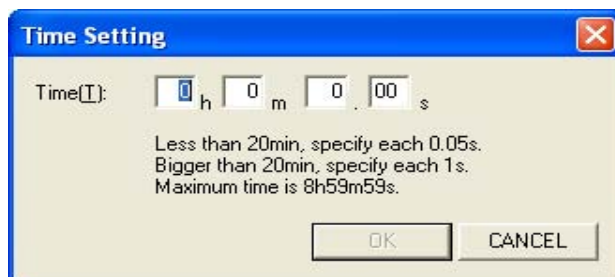 Time Setting
Time(T): 0 h 0 m 0 . 00 s
Less than 20min, specify each 0.05s.
Bigger than 20min, specify each 1s.
Maximum time is 8h59m59s.
OK CANCEL